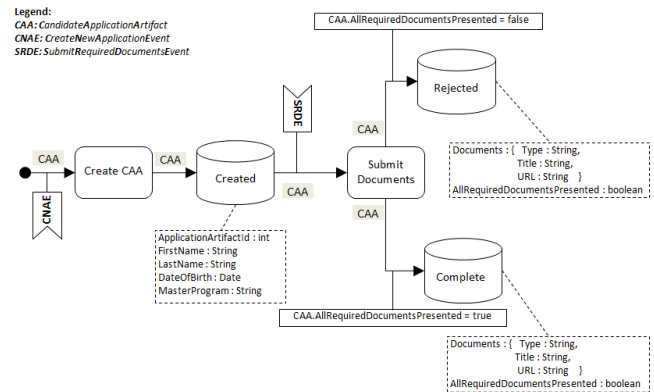 Legend:
CAA: CandidateApplicationArtifact
CNAE: CreateNewApplicationEvent
SRDE: SubmitRequiredDocumentsEvent
CAA.AllRequiredDocumentsPresented = false
Rejected
SRDE
CAA
Documents : { Type : String,
Title : String,
URL : String }
AllRequiredDocumentsPresented : boolean
CAA
Create CAA
CAA
Created
CAA
Submit
Documents
CNAE
CAA
ApplicationArtifactId : int
FirstName : String
LastName : String
DateOfBirth : Date
MasterProgram : String
Complete
CAA.AllRequiredDocumentsPresented = true
Documents : { Type : String,
Title : String,
URL : String }
AllRequiredDocumentsPresented : boolean